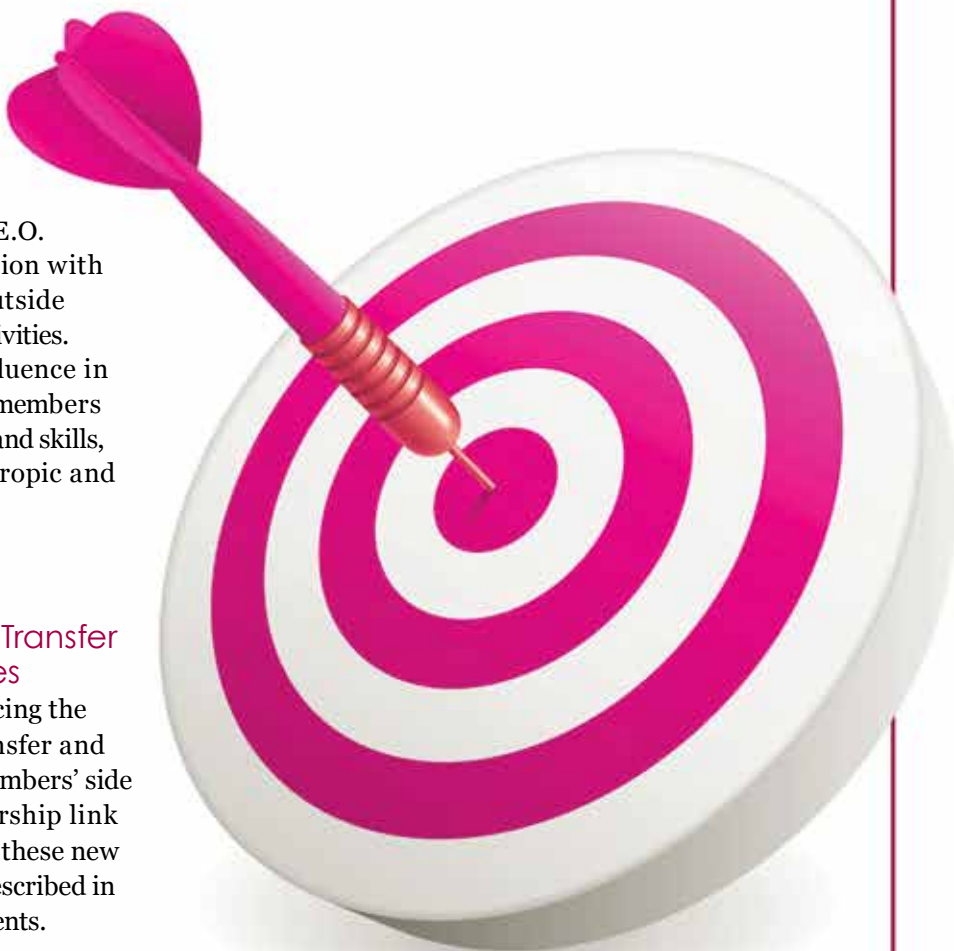 E.O.
ion with
utside
vities.
luence in
members
and skills,
ropic and
Transfer
es
cing the
nsfer and
mbers’ side
rship link
these new
escribed in
ents.